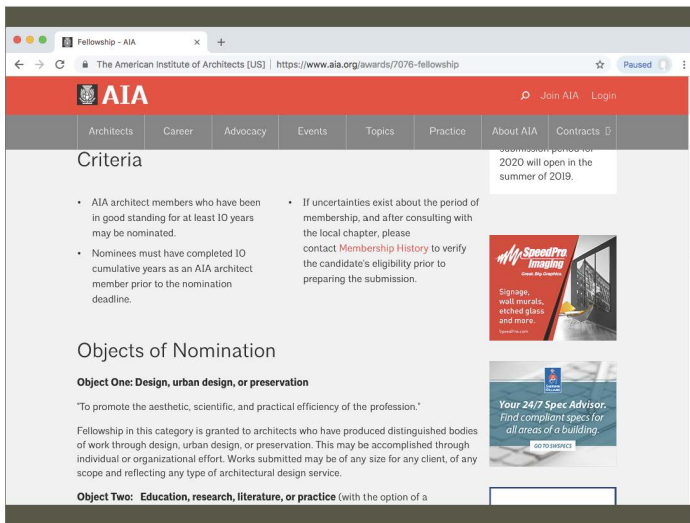 Fellowship - AIA
The American Institute of Architects [US] | https://www.aia.org/awards/7076-fellowship
Paused
AIA
Join AIA Login
Architects Career Advocacy Events Topics Practice About AIA Contracts
Criteria
• AIA architect members who have been
in good standing for at least 10 years
may be nominated.
• Nominees must have completed 10
cumulative years as an AIA architect
member prior to the nomination
deadline.
• If uncertainties exist about the period of
membership, and after consulting with
the local chapter, please
contact Membership History to verify
the candidate's eligibility prior to
preparing the submission.
submission period for
2020 will open in the
summer of 2019.
SpeedPro
Imaging
Great. Big. Graphics.
Signage,
wall murals,
etched glass
and more.
SpeedPro.com
Objects of Nomination
Object One: Design, urban design, or preservation
"To promote the aesthetic, scientific, and practical efficiency of the profession."
Fellowship in this category is granted to architects who have produced distinguished bodies
of work through design, urban design, or preservation. This may be accomplished through
individual or organizational effort. Works submitted may be of any size for any client, of any
scope and reflecting any type of architectural design service.
Object Two: Education, research, literature, or practice (with the option of a
Your 24/7 Spec Advisor.
Find compliant specs for
all areas of a building.
GO TO SWSPECS